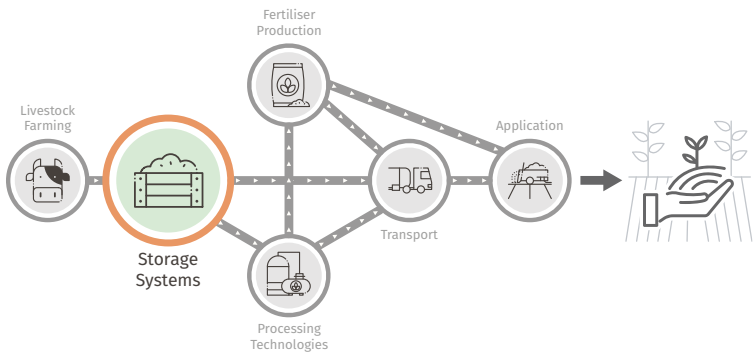 Fertiliser
Production
Livestock
Farming
Application
Transport
Storage
Systems
Processing
Technologies